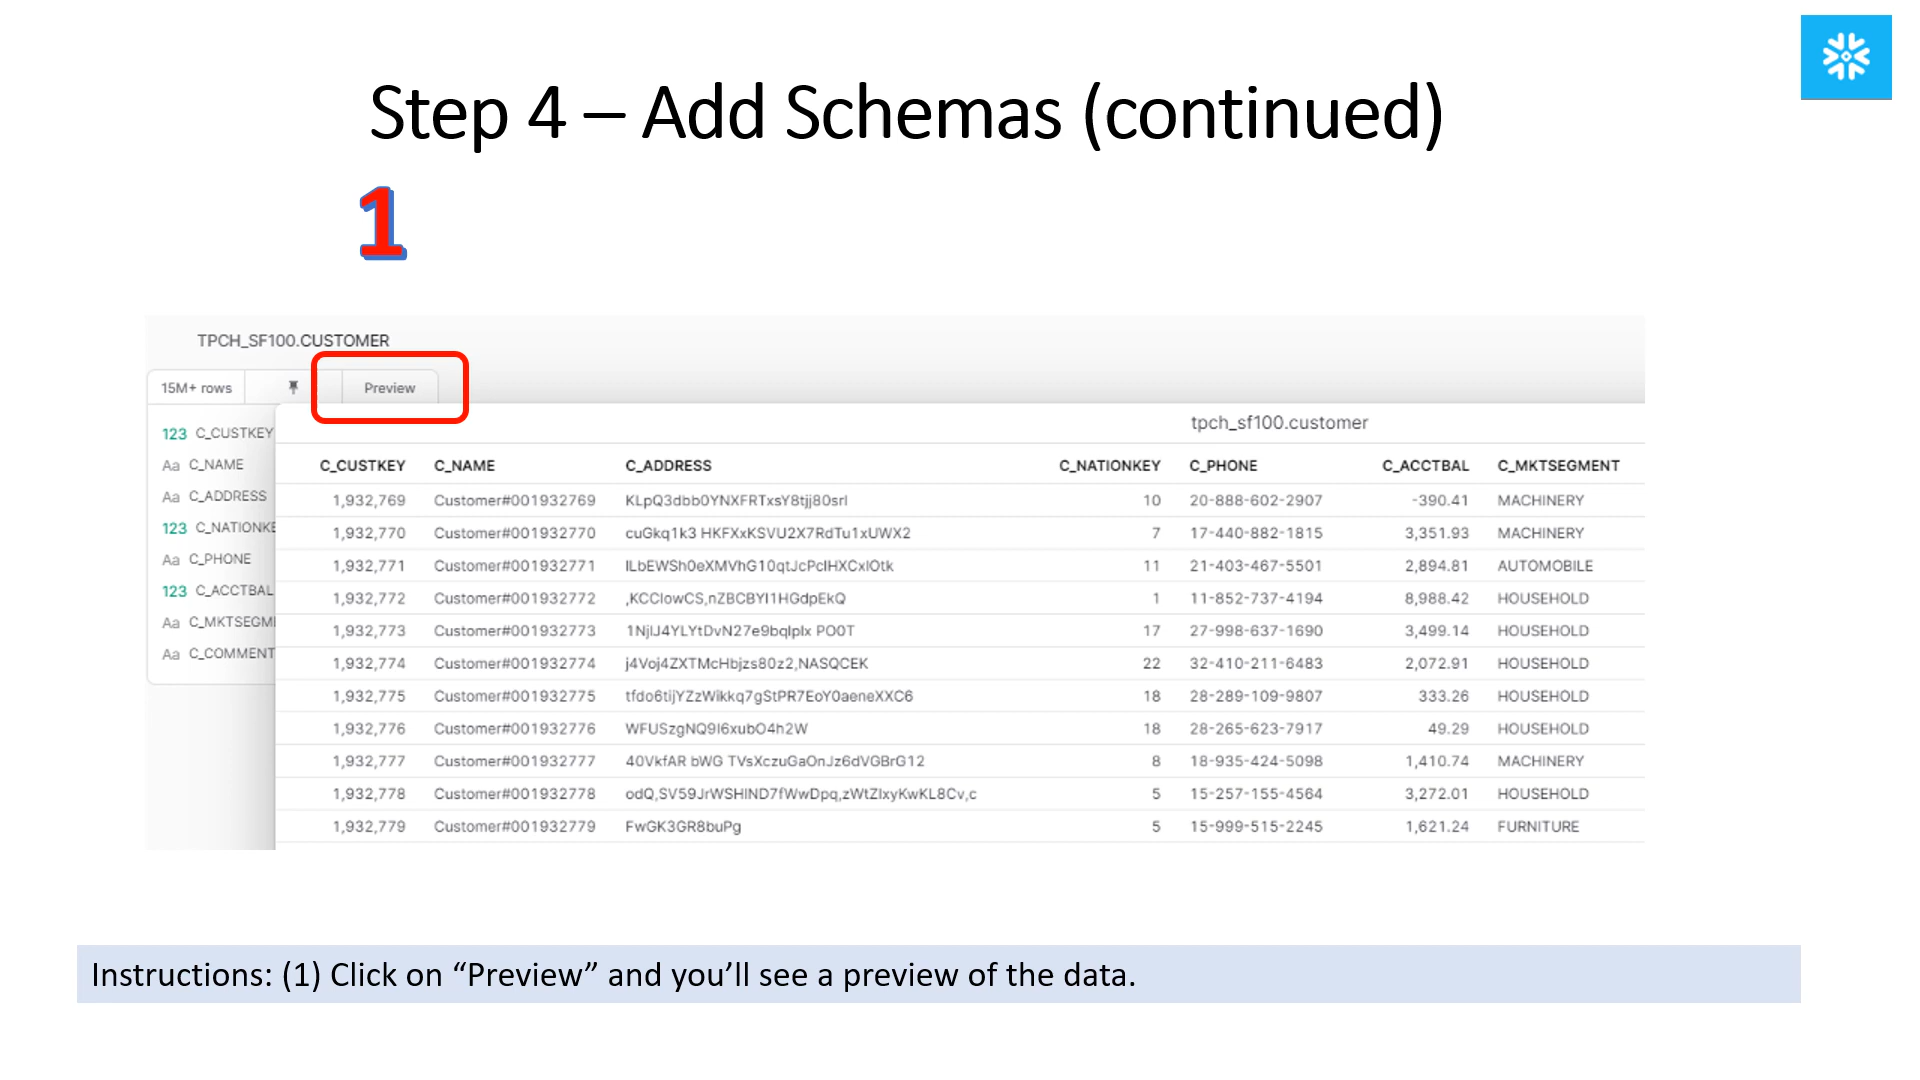 Step 4 – Add Schemas (continued)
1
TPCH_SF100.CUSTOMER
15M+ rows Preview
123 C_CUSTKEY
Aa C_NAME
Aa C_ADDRESS
123 C_NATIONKE
Aa C_PHONE
123 C_ACCTBAL
Aa C_MKTSEGM
Aa C_COMMENT
tpch_sf100.customer
C_CUSTKEY C_NAME C_ADDRESS C_NATIONKEY C_PHONE C_ACCTBAL C_MKTSEGMENT
1,932,769 Customer#001932769 KLpQ3dbb0YNXFRTxsY8tjj80srl 10 20-888-602-2907 -390.41 MACHINERY
1,932,770 Customer#001932770 cuGkq1k3 HKFXxKSVU2X7RdTu1xUWX2 7 17-440-882-1815 3,351.93 MACHINERY
1,932,771 Customer#001932771 11 21-403-467-5501 2,894.81 AUTOMOBILE
1,932,772 Customer#001932772 1 11-852-737-4194 8,988.42 HOUSEHOLD
1,932,773 Customer#001932773 17 27-998-637-1690 3,499.14 HOUSEHOLD
1,932,774 Customer#001932774 j4Voj4ZXTMcHbjzs80z2,NASQCEK 22 32-410-211-6483 2,072.91 HOUSEHOLD
1,932,775 Customer#001932775 tfdo6tijYZzWikkq7gStPR7EoY0aeneXXC6 18 28-289-109-9807 333.26 HOUSEHOLD
1,932,776 Customer#001932776 18 28-265-623-7917 49.29 HOUSEHOLD
1,932,777 Customer#001932777 40VkfAR bWG TVsXczuGaOnJz6dVGBrG12 8 18-935-424-5098 1,410.74 MACHINERY
1,932,778 Customer#001932778 5 15-257-155-4564 3,272.01 HOUSEHOLD
1,932,779 Customer#001932779 FwGK3GR8buPg 5 15-999-515-2245 1,621.24 FURNITURE
Instructions: (1) Click on “Preview” and you’ll see a preview of the data.